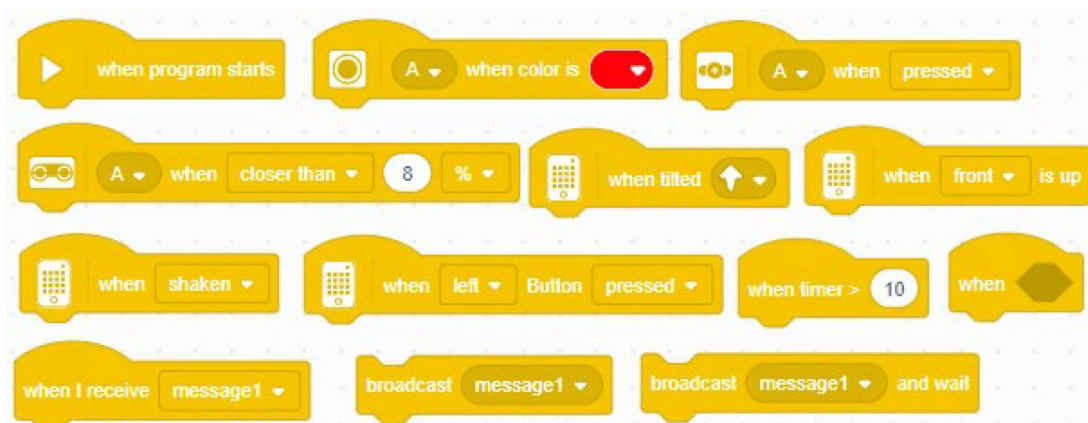 when program starts
A when color is
A when pressed
A when closer than 8 %
when tilted
when front is up
when shaken
when left Button pressed
when timer > 10
when
when I receive message1
broadcast message1
broadcast message1 and wait